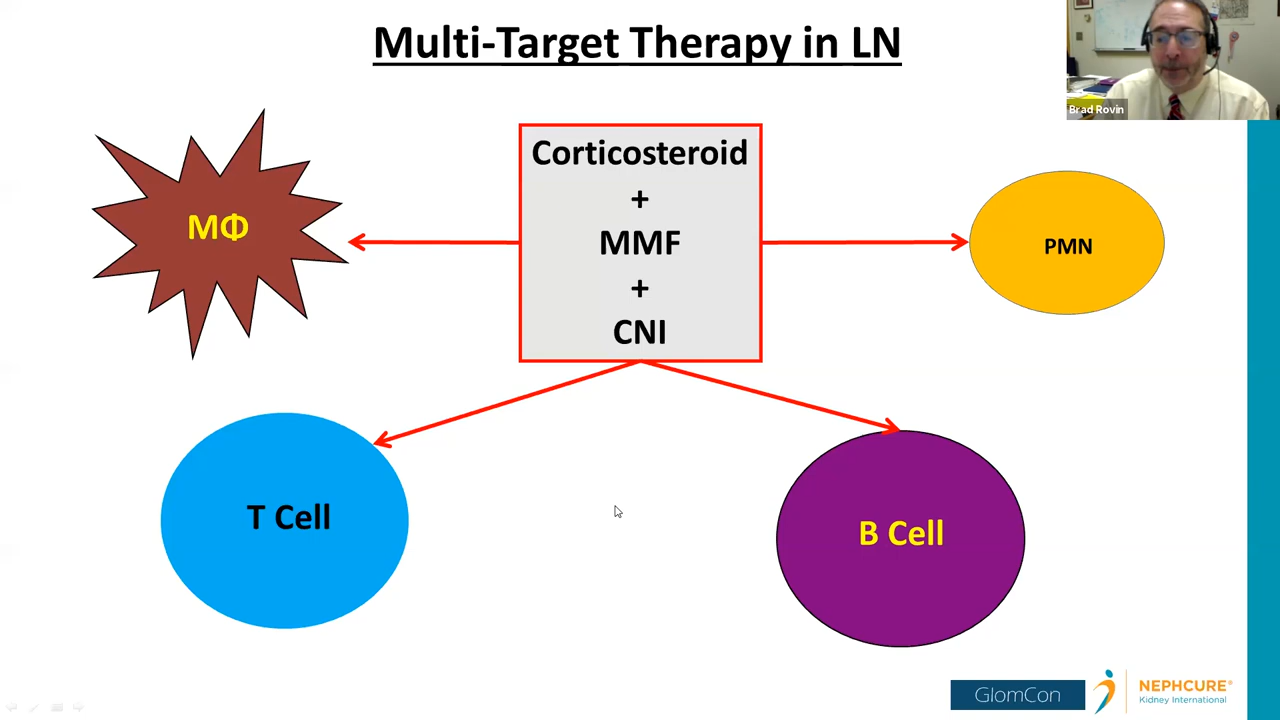 Multi-Target Therapy in LN
Brad Rovin
Corticosteroid
+
MMF
+
CNI
MΦ
PMN
T Cell
B Cell
GlomCon
NEPHCURE®
Kidney International